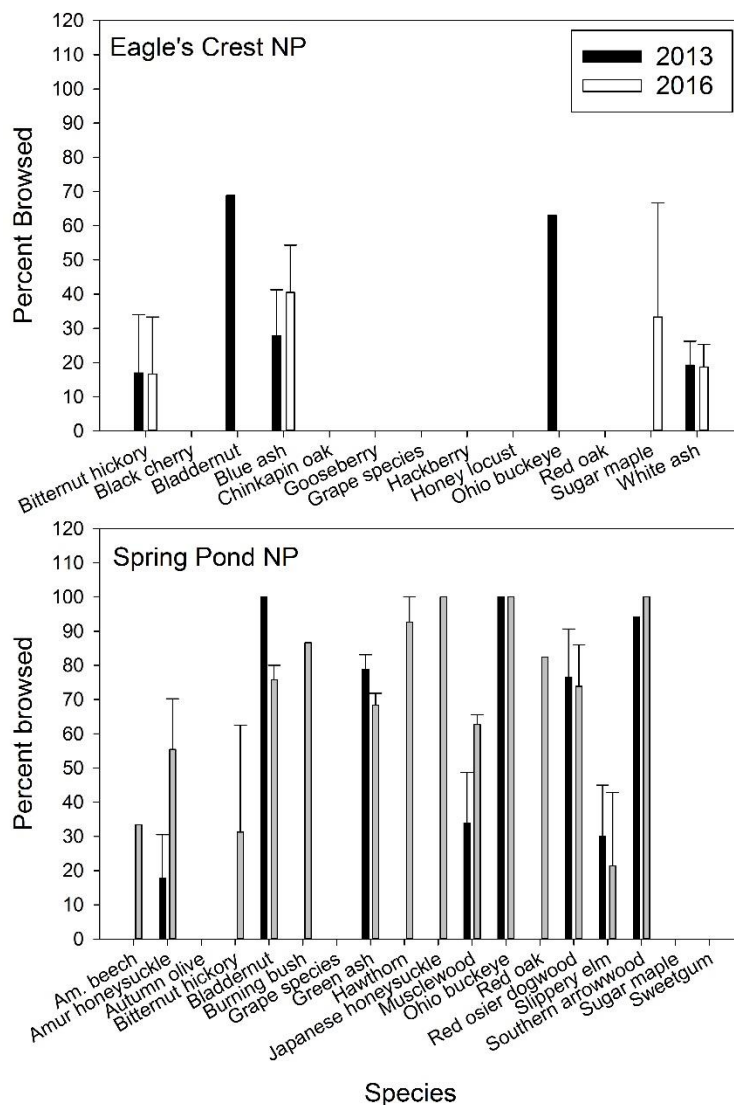 Eagle's Crest NP
2013
2016
Percent Browsed
120
110
100
90
80
70
60
50
40
30
20
10
0
Bitternut hickory
Black cherry
Bladdernut
Blue ash
Chinkapin oak
Gooseberry
Grape species
Hackberry
Honey locust
Ohio buckeye
Red oak
Sugar maple
White ash
Spring Pond NP
Percent browsed
120
110
100
90
80
70
60
50
40
30
20
10
0
Am. beech
Amur honeysuckle
Autumn olive
Bitternut hickory
Bladdernut
Burning bush
Grape species
Green ash
Hawthorn
Japanese honeysuckle
Musclewood
Ohio buckeye
Red oak
Red osier dogwood
Slippery elm
Southern arrowwood
Sugar maple
Sweetgum
Species